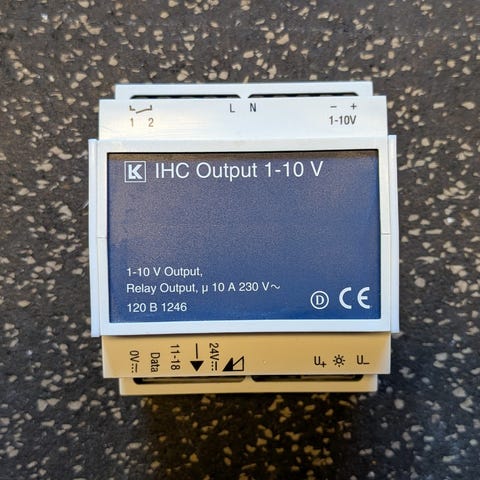 L N − +
1 2 1-10V
LK IHC Output 1-10 V
1-10 V Output,
Relay Output, µ 10 A 230 V~
120 B 1246
D CE
0V⎓
Data
11-18
24V⎓
U+ U−